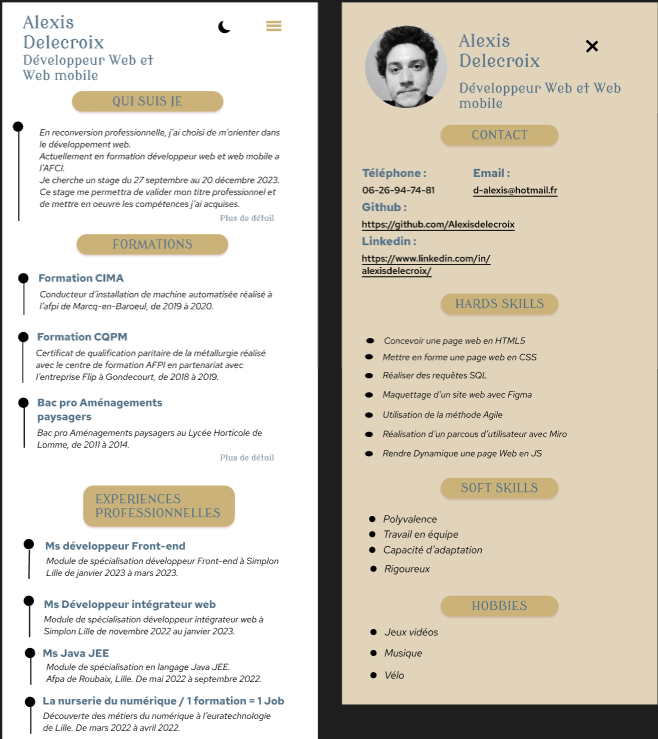 Alexis
Delecroix
Développeur Web et
Web mobile
QUI SUIS JE
En reconversion professionnelle, j'ai choisi de m'orienter dans
le développement web.
Actuellement en formation développeur web et web mobile a
l'AFCI.
Je cherche un stage du 27 septembre au 20 décembre 2023.
Ce stage me permettra de valider mon titre professionnel et
de mettre en oeuvre les compétences j'ai acquises.
Plus de détail
FORMATIONS
Formation CIMA
Conducteur d'installation de machine automatisée réalisé à
l'afpi de Marcq-en-Baroeul, de 2019 à 2020.
Formation CQPM
Certificat de qualification paritaire de la métallurgie réalisé
avec le centre de formation AFPI en partenariat avec
l'entreprise Flip à Gondecourt, de 2018 à 2019.
Bac pro Aménagements
paysagers
Bac pro Aménagements paysagers au Lycée Horticole de
Lomme, de 2011 à 2014.
Plus de détail
EXPERIENCES
PROFESSIONNELLES
Ms développeur Front-end
Module de spécialisation développeur Front-end à Simplon
Lille de janvier 2023 à mars 2023.
Ms Développeur intégrateur web
Module de spécialisation développeur intégrateur web à
Simplon Lille de novembre 2022 au janvier 2023.
Ms Java JEE
Module de spécialisation en langage Java JEE.
Afpa de Roubaix, Lille. De mai 2022 à septembre 2022.
La nurserie du numérique / 1 formation = 1 Job
Découverte des métiers du numérique à l'euratechnologie
de Lille. De mars 2022 à avril 2022.
Alexis
Delecroix
Développeur Web et Web
mobile
CONTACT
Téléphone : Email :
06-26-94-74-81 d-alexis@hotmail.fr
Github :
https://github.com/Alexisdelecroix
Linkedin :
https://www.linkedin.com/in/
alexisdelecroix/
HARDS SKILLS
Concevoir une page web en HTML5
Mettre en forme une page web en CSS
Réaliser des requêtes SQL
Maquettage d'un site web avec Figma
Utilisation de la méthode Agile
Réalisation d'un parcous d'utilisateur avec Miro
Rendre Dynamique une page Web en JS
SOFT SKILLS
Polyvalence
Travail en équipe
Capacité d'adaptation
Rigoureux
HOBBIES
Jeux vidéos
Musique
Vélo